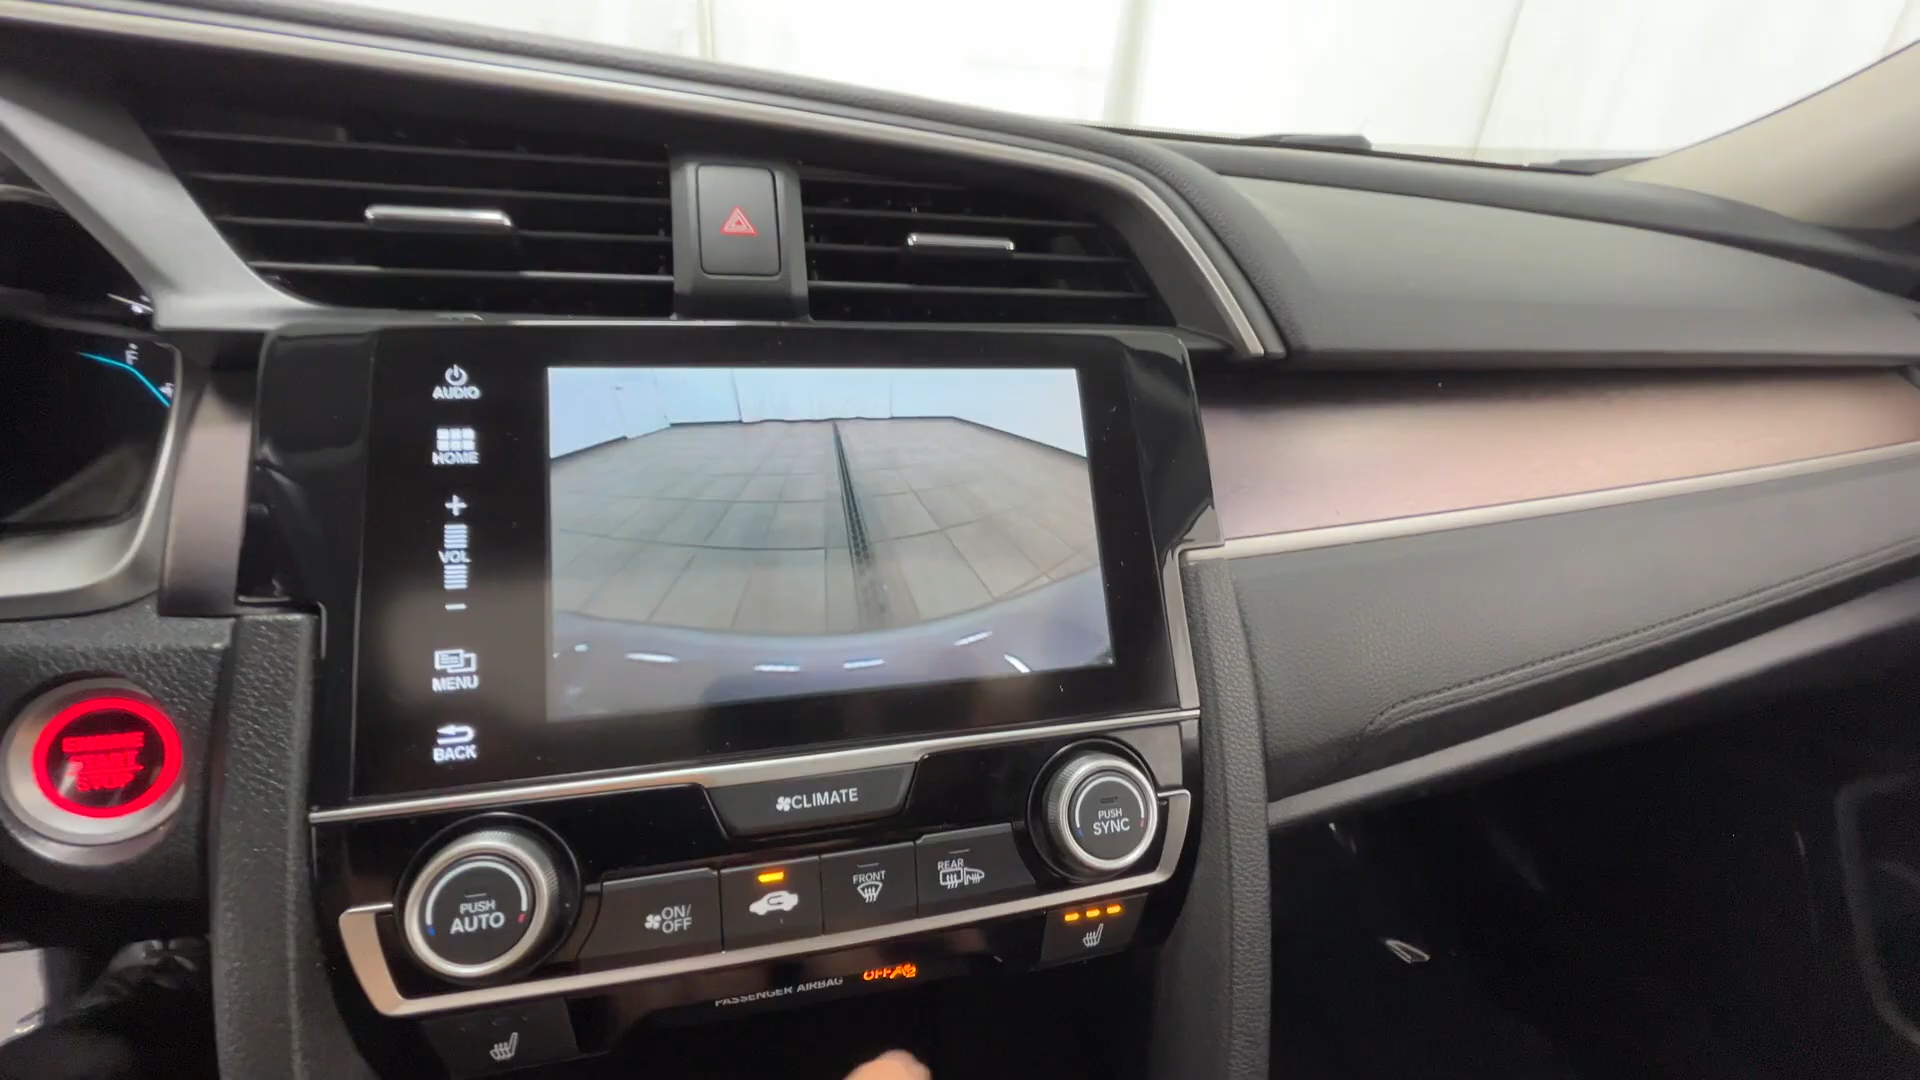 F
AUDIO
HOME
+
VOL
−
MENU
BACK
CLIMATE
PUSH
SYNC
PUSH
AUTO
ON/
OFF
FRONT
REAR
PASSENGER AIRBAG OFF